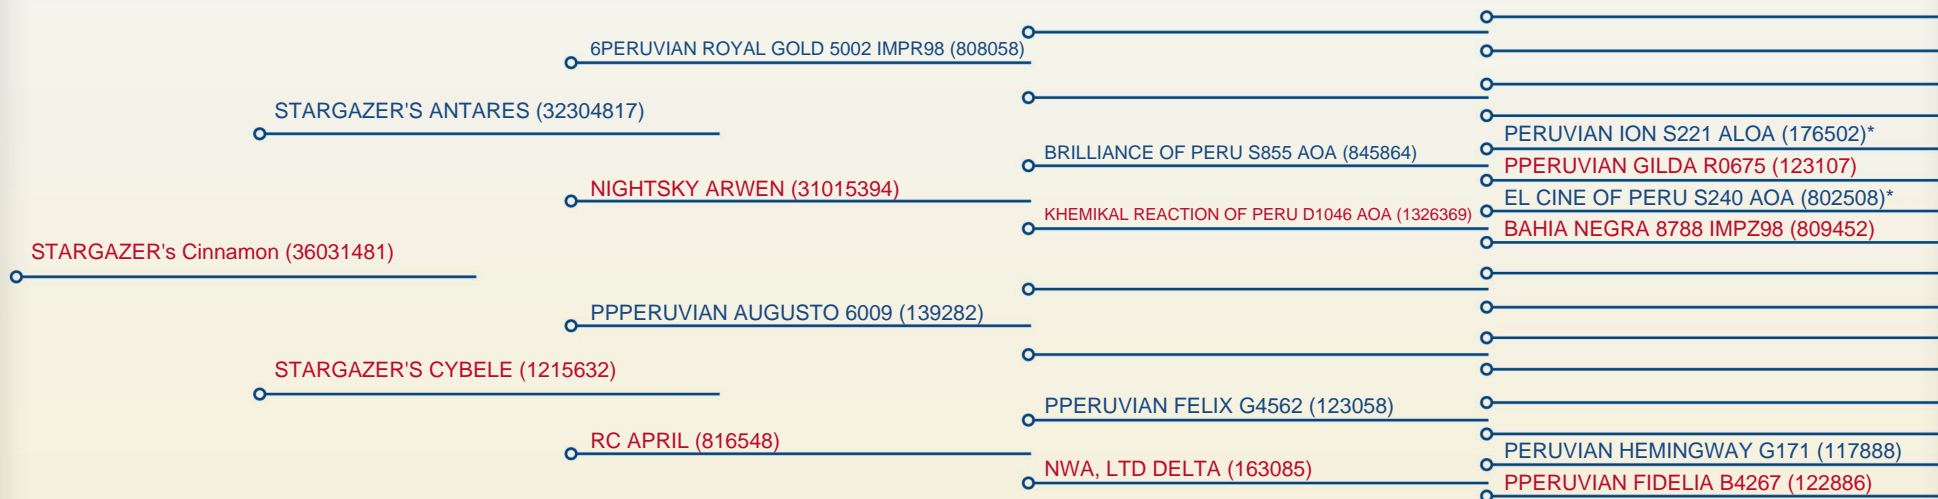 6PERUVIAN ROYAL GOLD 5002 IMPR98 (808058)
STARGAZER'S ANTARES (32304817)
PERUVIAN ION S221 ALOA (176502)*
BRILLIANCE OF PERU S855 AOA (845864)
PPERUVIAN GILDA R0675 (123107)
NIGHTSKY ARWEN (31015394)
EL CINE OF PERU S240 AOA (802508)*
KHEMIKAL REACTION OF PERU D1046 AOA (1326369)
BAHIA NEGRA 8788 IMPZ98 (809452)
STARGAZER's Cinnamon (36031481)
PPPERUVIAN AUGUSTO 6009 (139282)
STARGAZER'S CYBELE (1215632)
PPERUVIAN FELIX G4562 (123058)
RC APRIL (816548)
PERUVIAN HEMINGWAY G171 (117888)
NWA, LTD DELTA (163085)
PPERUVIAN FIDELIA B4267 (122886)